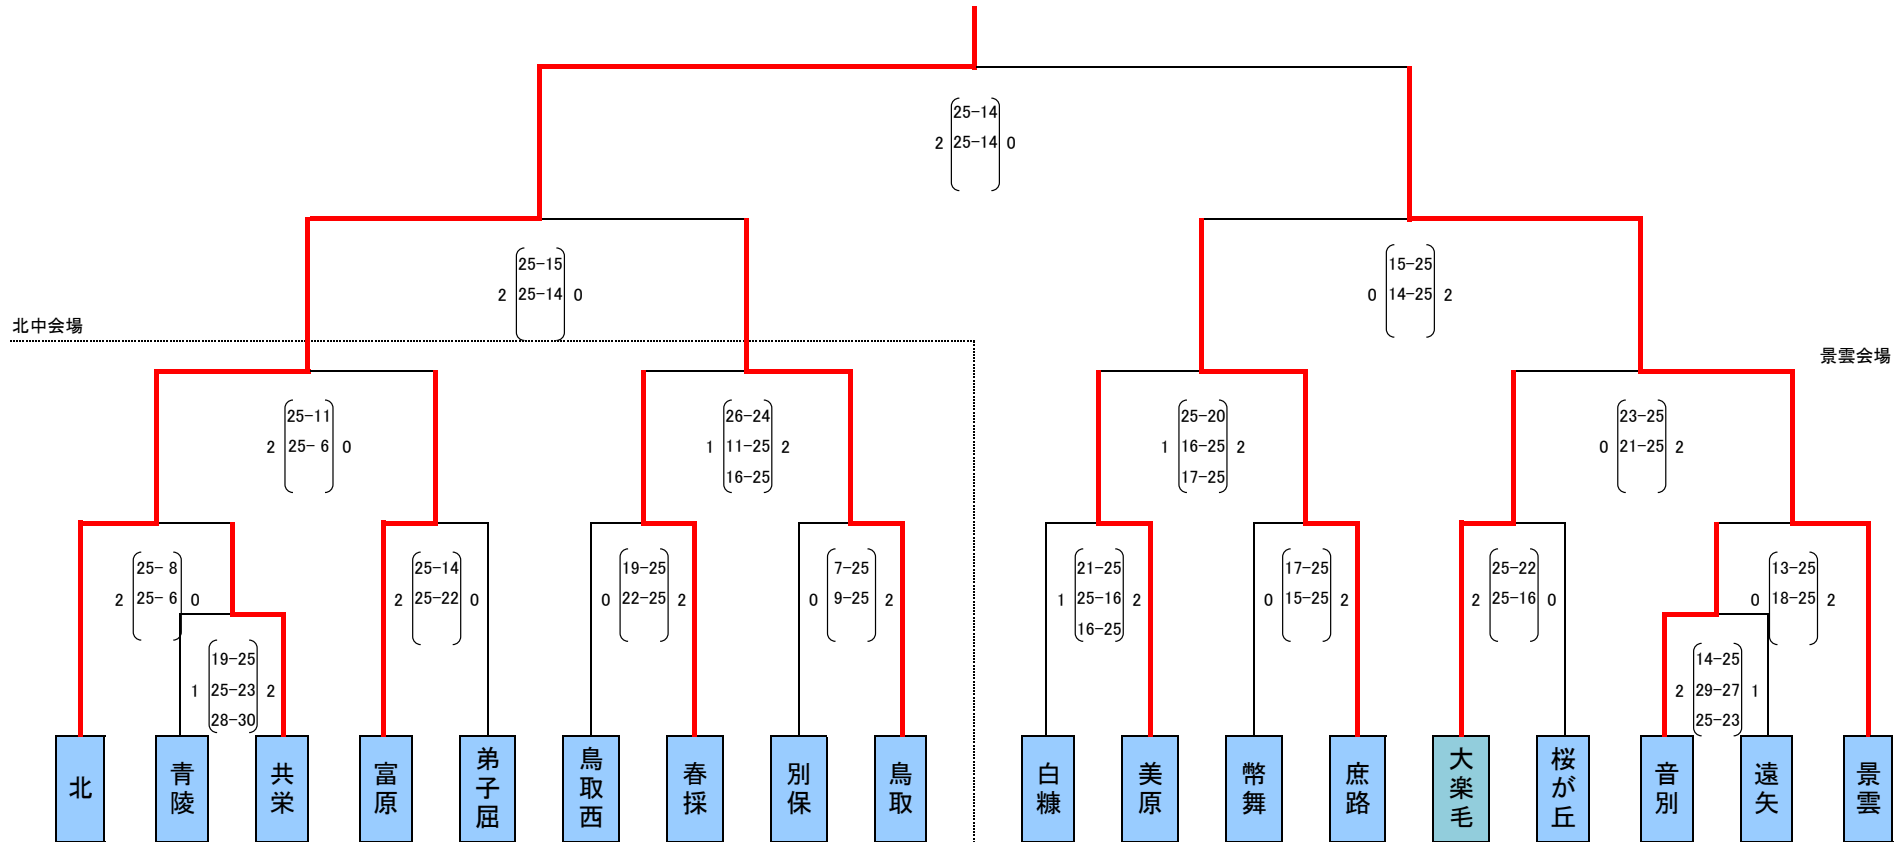 25-14
2 25-14 0
25-15
2 25-14 0
15-25
0 14-25 2
北中会場
景雲会場
25-11
2 25- 6 0
26-24
1 11-25 2
16-25
25-20
1 16-25 2
17-25
23-25
0 21-25 2
25- 8
2 25- 6 0
25-14
2 25-22 0
19-25
0 22-25 2
7-25
0 9-25 2
21-25
1 25-16 2
16-25
17-25
0 15-25 2
25-22
2 25-16 0
13-25
0 18-25 2
19-25
1 25-23 2
28-30
14-25
2 29-27 1
25-23
北
青陵
共栄
富原
弟子屈
鳥取西
春採
別保
鳥取
白糠
美原
幣舞
庶路
大楽毛
桜が丘
音別
遠矢
景雲